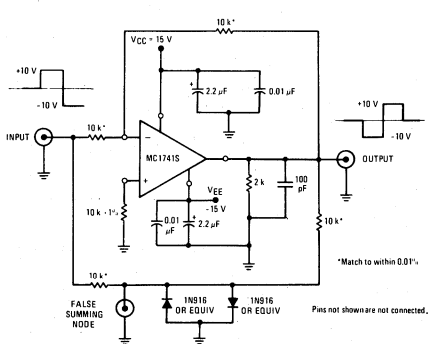 10 k*
VCC = 15 V
+10 V
-10 V
+ 2.2 µF
0.01 µF
+10 V
-10 V
INPUT
10 k*
−
MC1741S
+
OUTPUT
VEE
-15 V
2 k
100 pF
10 k*
10 k - 1%
0.01 µF
+ 2.2 µF
*Match to within 0.01%
10 k*
FALSE
SUMMING
NODE
1N916
OR EQUIV
1N916
OR EQUIV
Pins not shown are not connected.